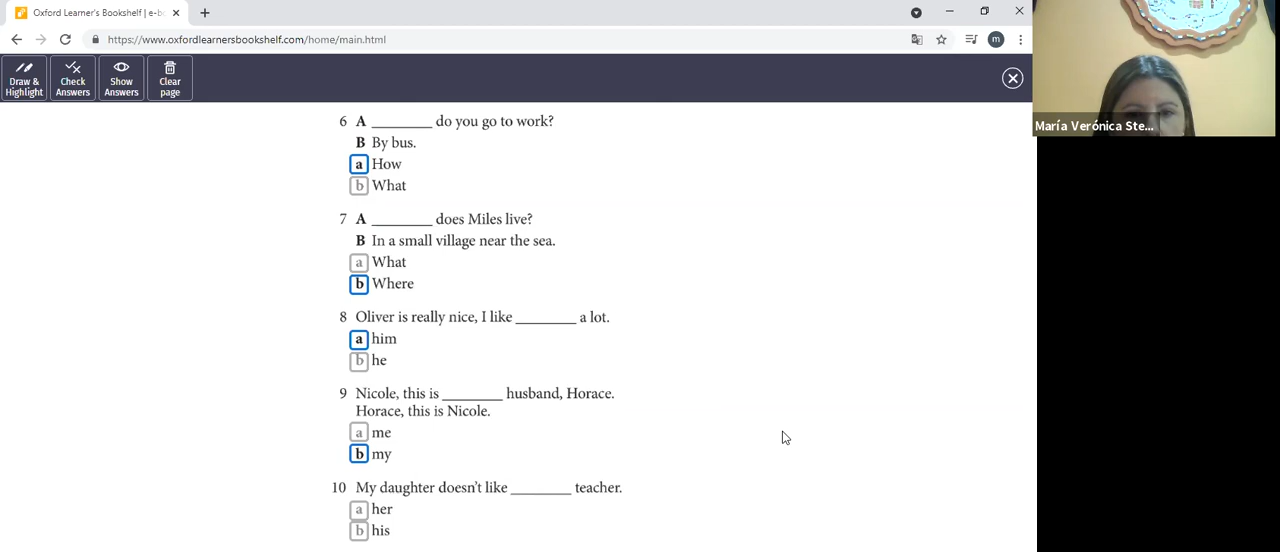 Oxford Learner's Bookshelf | e-b
https://www.oxfordlearnersbookshelf.com/home/main.html
m
Draw & Highlight
Check Answers
Show Answers
Clear page
6 A ________ do you go to work?
B By bus.
a How
b What
7 A ________ does Miles live?
B In a small village near the sea.
a What
b Where
8 Oliver is really nice, I like ________ a lot.
a him
b he
9 Nicole, this is ________ husband, Horace.
Horace, this is Nicole.
a me
b my
10 My daughter doesn't like ________ teacher.
a her
b his
María Verónica Ste...